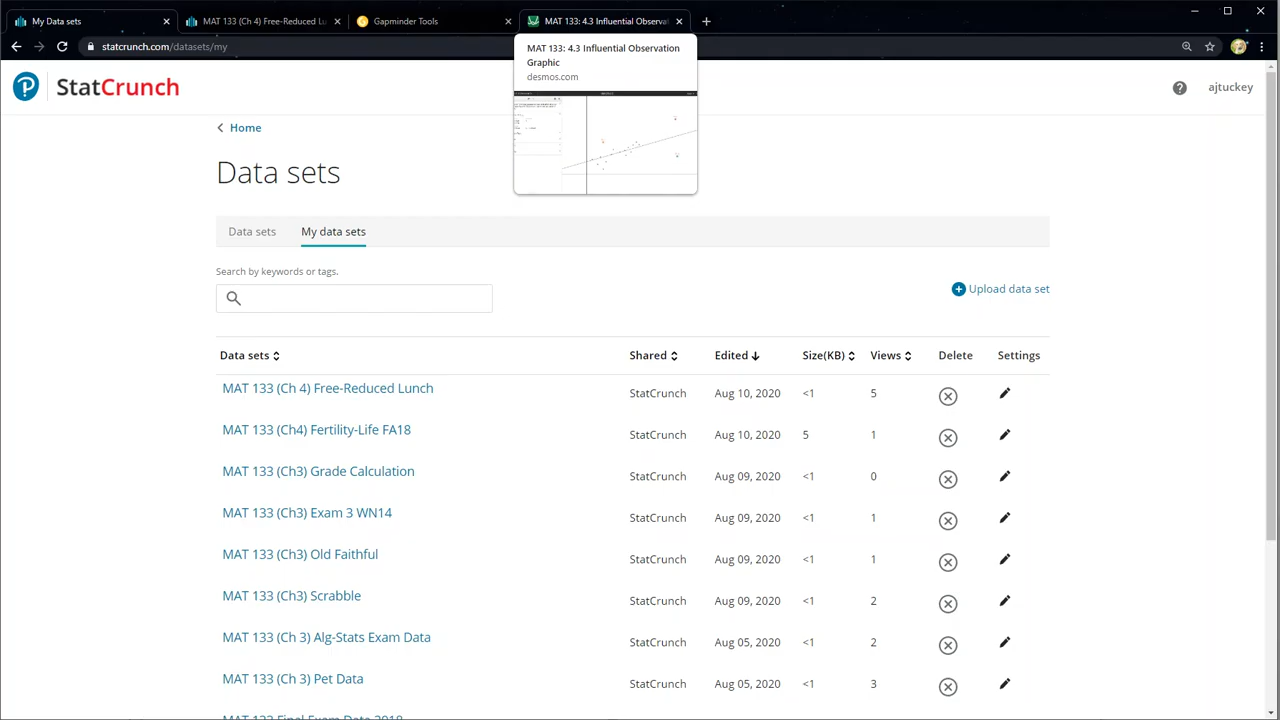 My Data sets
MAT 133 (Ch 4) Free-Reduced L
Gapminder Tools
MAT 133: 4.3 Influential Observatio
statcrunch.com/datasets/my
MAT 133: 4.3 Influential Observation
Graphic
desmos.com
StatCrunch
ajtuckey
Home
Data sets
Data sets
My data sets
Search by keywords or tags.
Upload data set
Data sets Shared Edited Size(KB) Views Delete Settings
MAT 133 (Ch 4) Free-Reduced Lunch StatCrunch Aug 10, 2020 <1 5
MAT 133 (Ch4) Fertility-Life FA18 StatCrunch Aug 10, 2020 5 1
MAT 133 (Ch3) Grade Calculation StatCrunch Aug 09, 2020 <1 0
MAT 133 (Ch3) Exam 3 WN14 StatCrunch Aug 09, 2020 <1 1
MAT 133 (Ch3) Old Faithful StatCrunch Aug 09, 2020 <1 1
MAT 133 (Ch3) Scrabble StatCrunch Aug 09, 2020 <1 2
MAT 133 (Ch 3) Alg-Stats Exam Data StatCrunch Aug 05, 2020 <1 2
MAT 133 (Ch 3) Pet Data StatCrunch Aug 05, 2020 <1 3
MAT 133 Final Exam Data 2018